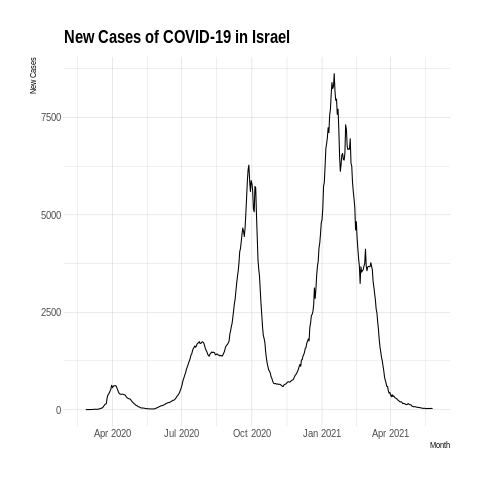 New Cases of COVID-19 in Israel
New Cases
7500
5000
2500
0
Apr 2020 Jul 2020 Oct 2020 Jan 2021 Apr 2021
Month